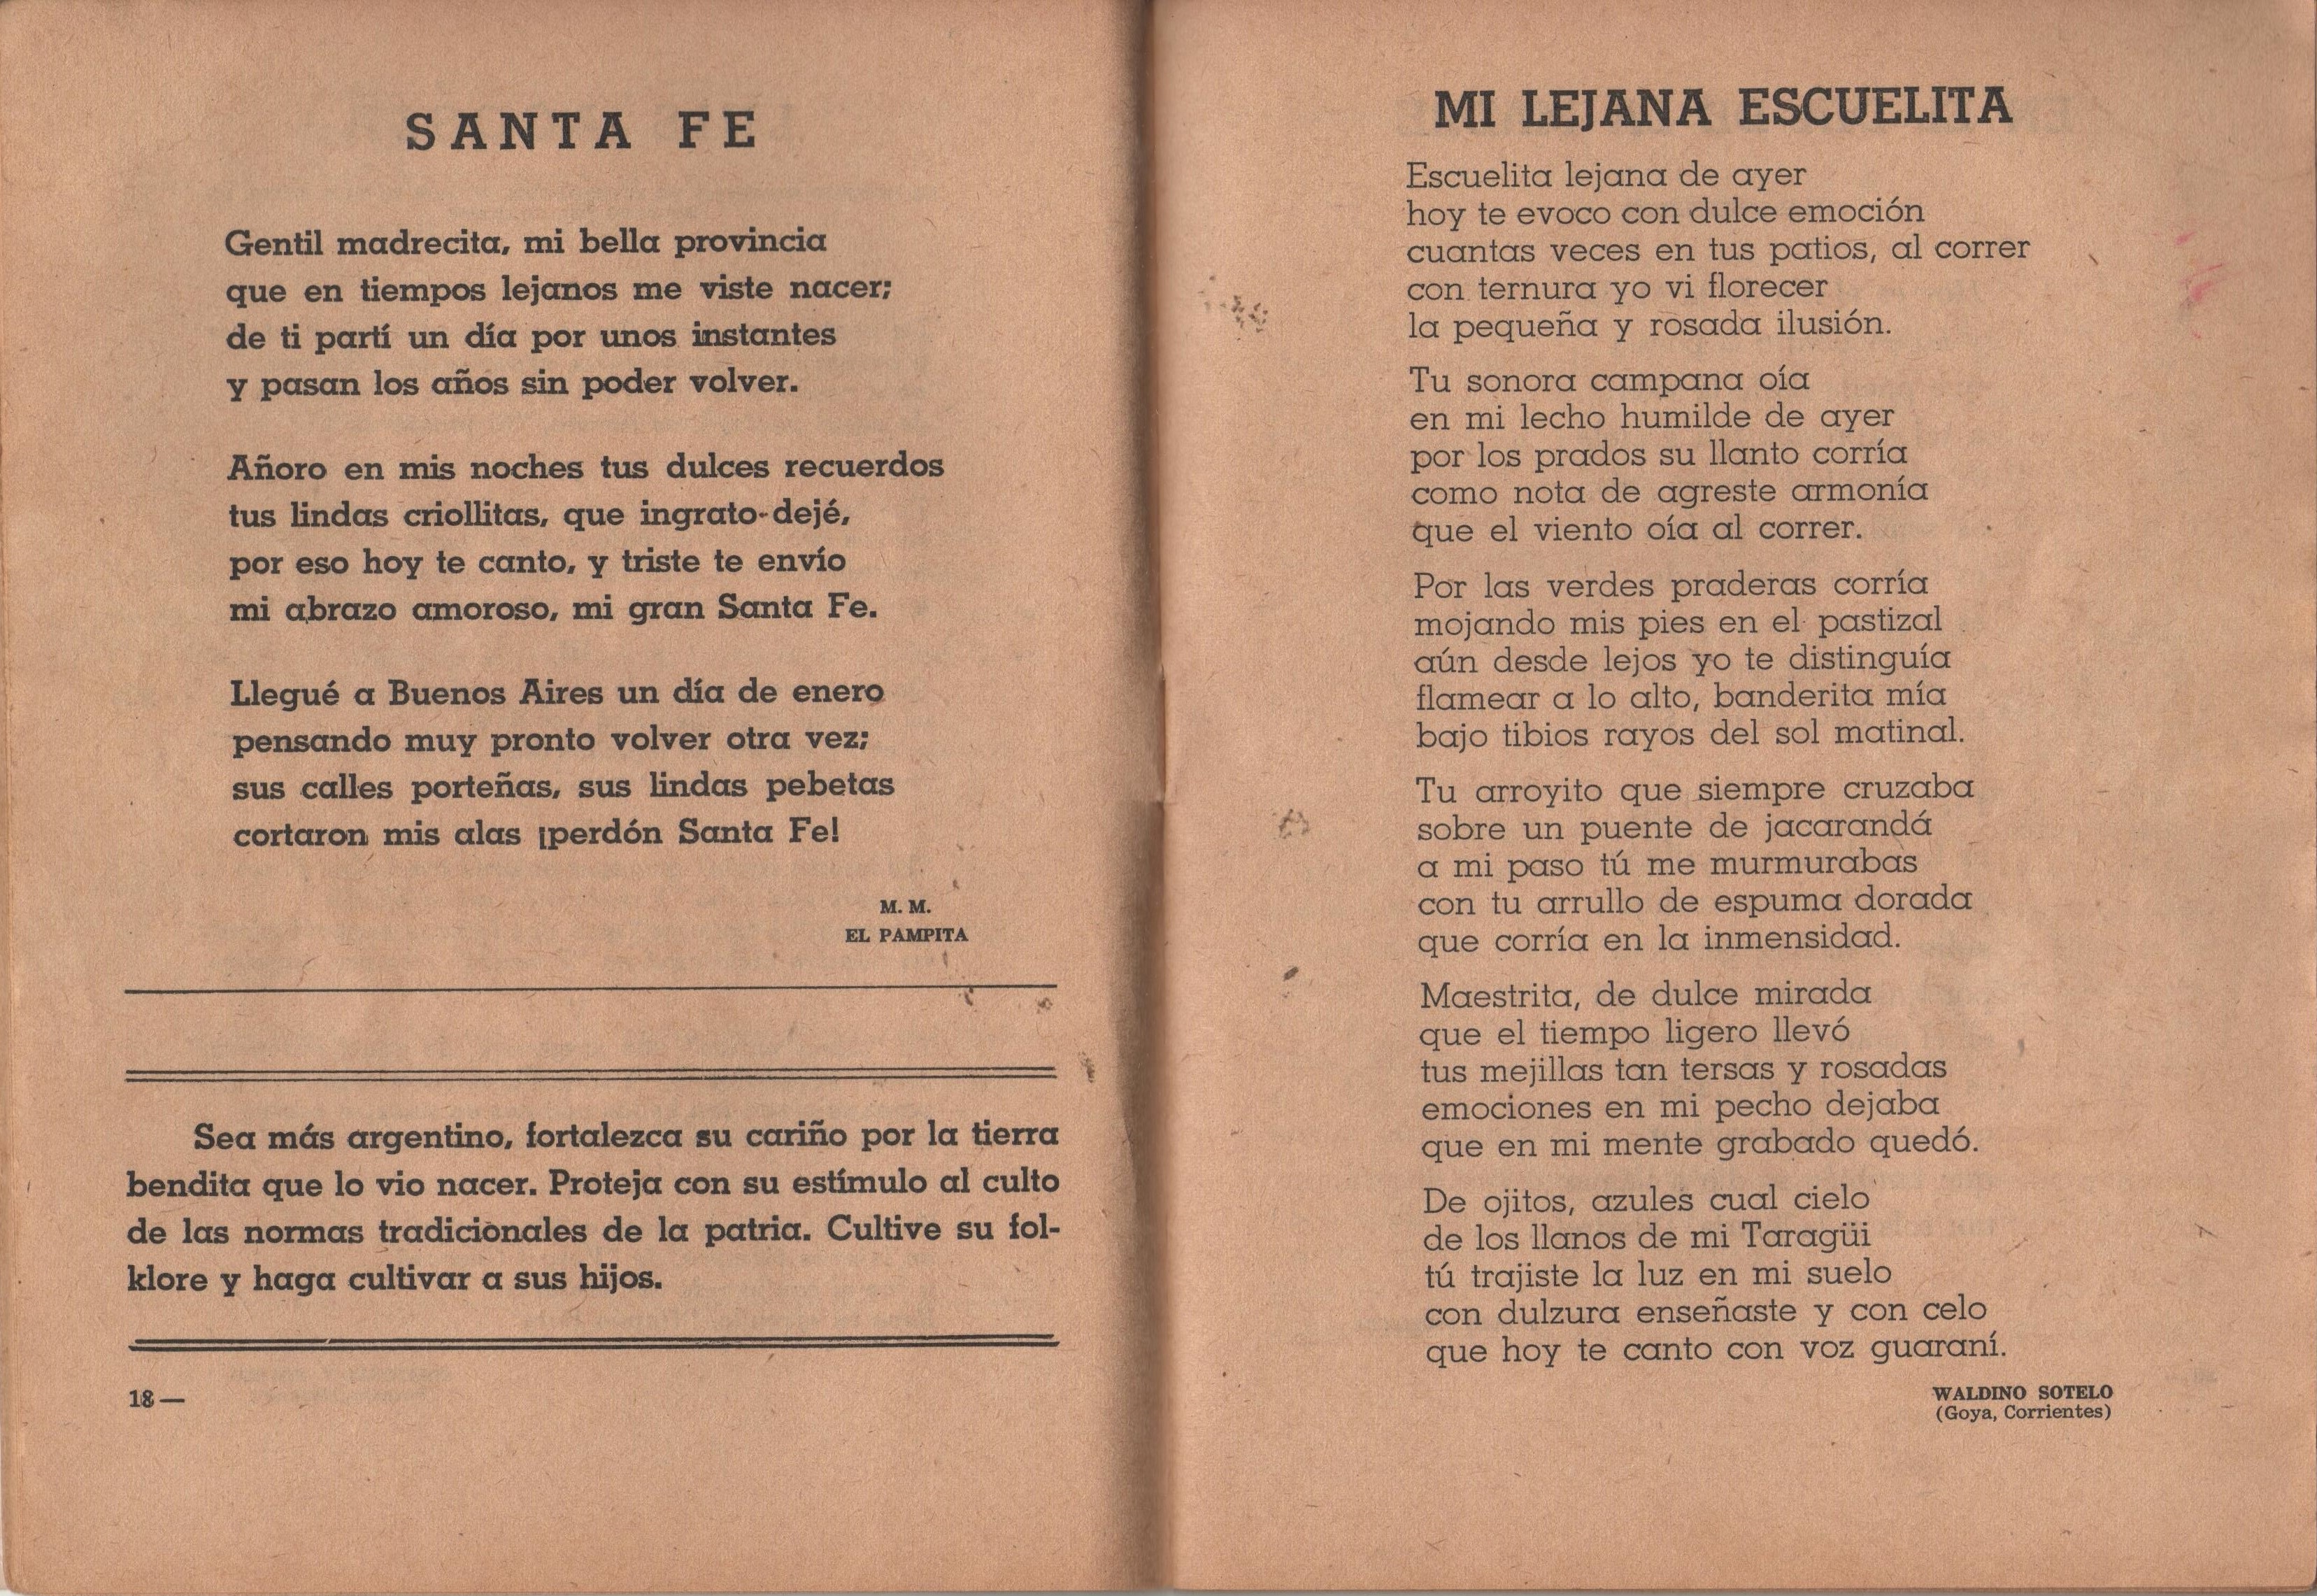 SANTA FE
Gentil madrecita, mi bella provincia
que en tiempos lejanos me viste nacer;
de ti partí un día por unos instantes
y pasan los años sin poder volver.
Añoro en mis noches tus dulces recuerdos
tus lindas criollitas, que ingrato dejé,
por eso hoy te canto, y triste te envío
mi abrazo amoroso, mi gran Santa Fe.
Llegué a Buenos Aires un día de enero
pensando muy pronto volver otra vez;
sus calles porteñas, sus lindas pebetas
cortaron mis alas ¡perdón Santa Fe!
M. M.
EL PAMPITA
Sea más argentino, fortalezca su cariño por la tierra
bendita que lo vio nacer. Proteja con su estímulo al culto
de las normas tradicionales de la patria. Cultive su fol-
klore y haga cultivar a sus hijos.
18 —
MI LEJANA ESCUELITA
Escuelita lejana de ayer
hoy te evoco con dulce emoción
cuantas veces en tus patios, al correr
con ternura yo vi florecer
la pequeña y rosada ilusión.
Tu sonora campana oía
en mi lecho humilde de ayer
por los prados su llanto corría
como nota de agreste armonía
que el viento oía al correr.
Por las verdes praderas corría
mojando mis pies en el pastizal
aún desde lejos yo te distinguía
flamear a lo alto, banderita mía
bajo tibios rayos del sol matinal.
Tu arroyito que siempre cruzaba
sobre un puente de jacarandá
a mi paso tú me murmurabas
con tu arrullo de espuma dorada
que corría en la inmensidad.
Maestrita, de dulce mirada
que el tiempo ligero llevó
tus mejillas tan tersas y rosadas
emociones en mi pecho dejaba
que en mi mente grabado quedó.
De ojitos, azules cual cielo
de los llanos de mi Taragüi
tú trajiste la luz en mi suelo
con dulzura enseñaste y con celo
que hoy te canto con voz guaraní.
WALDINO SOTELO
(Goya, Corrientes)